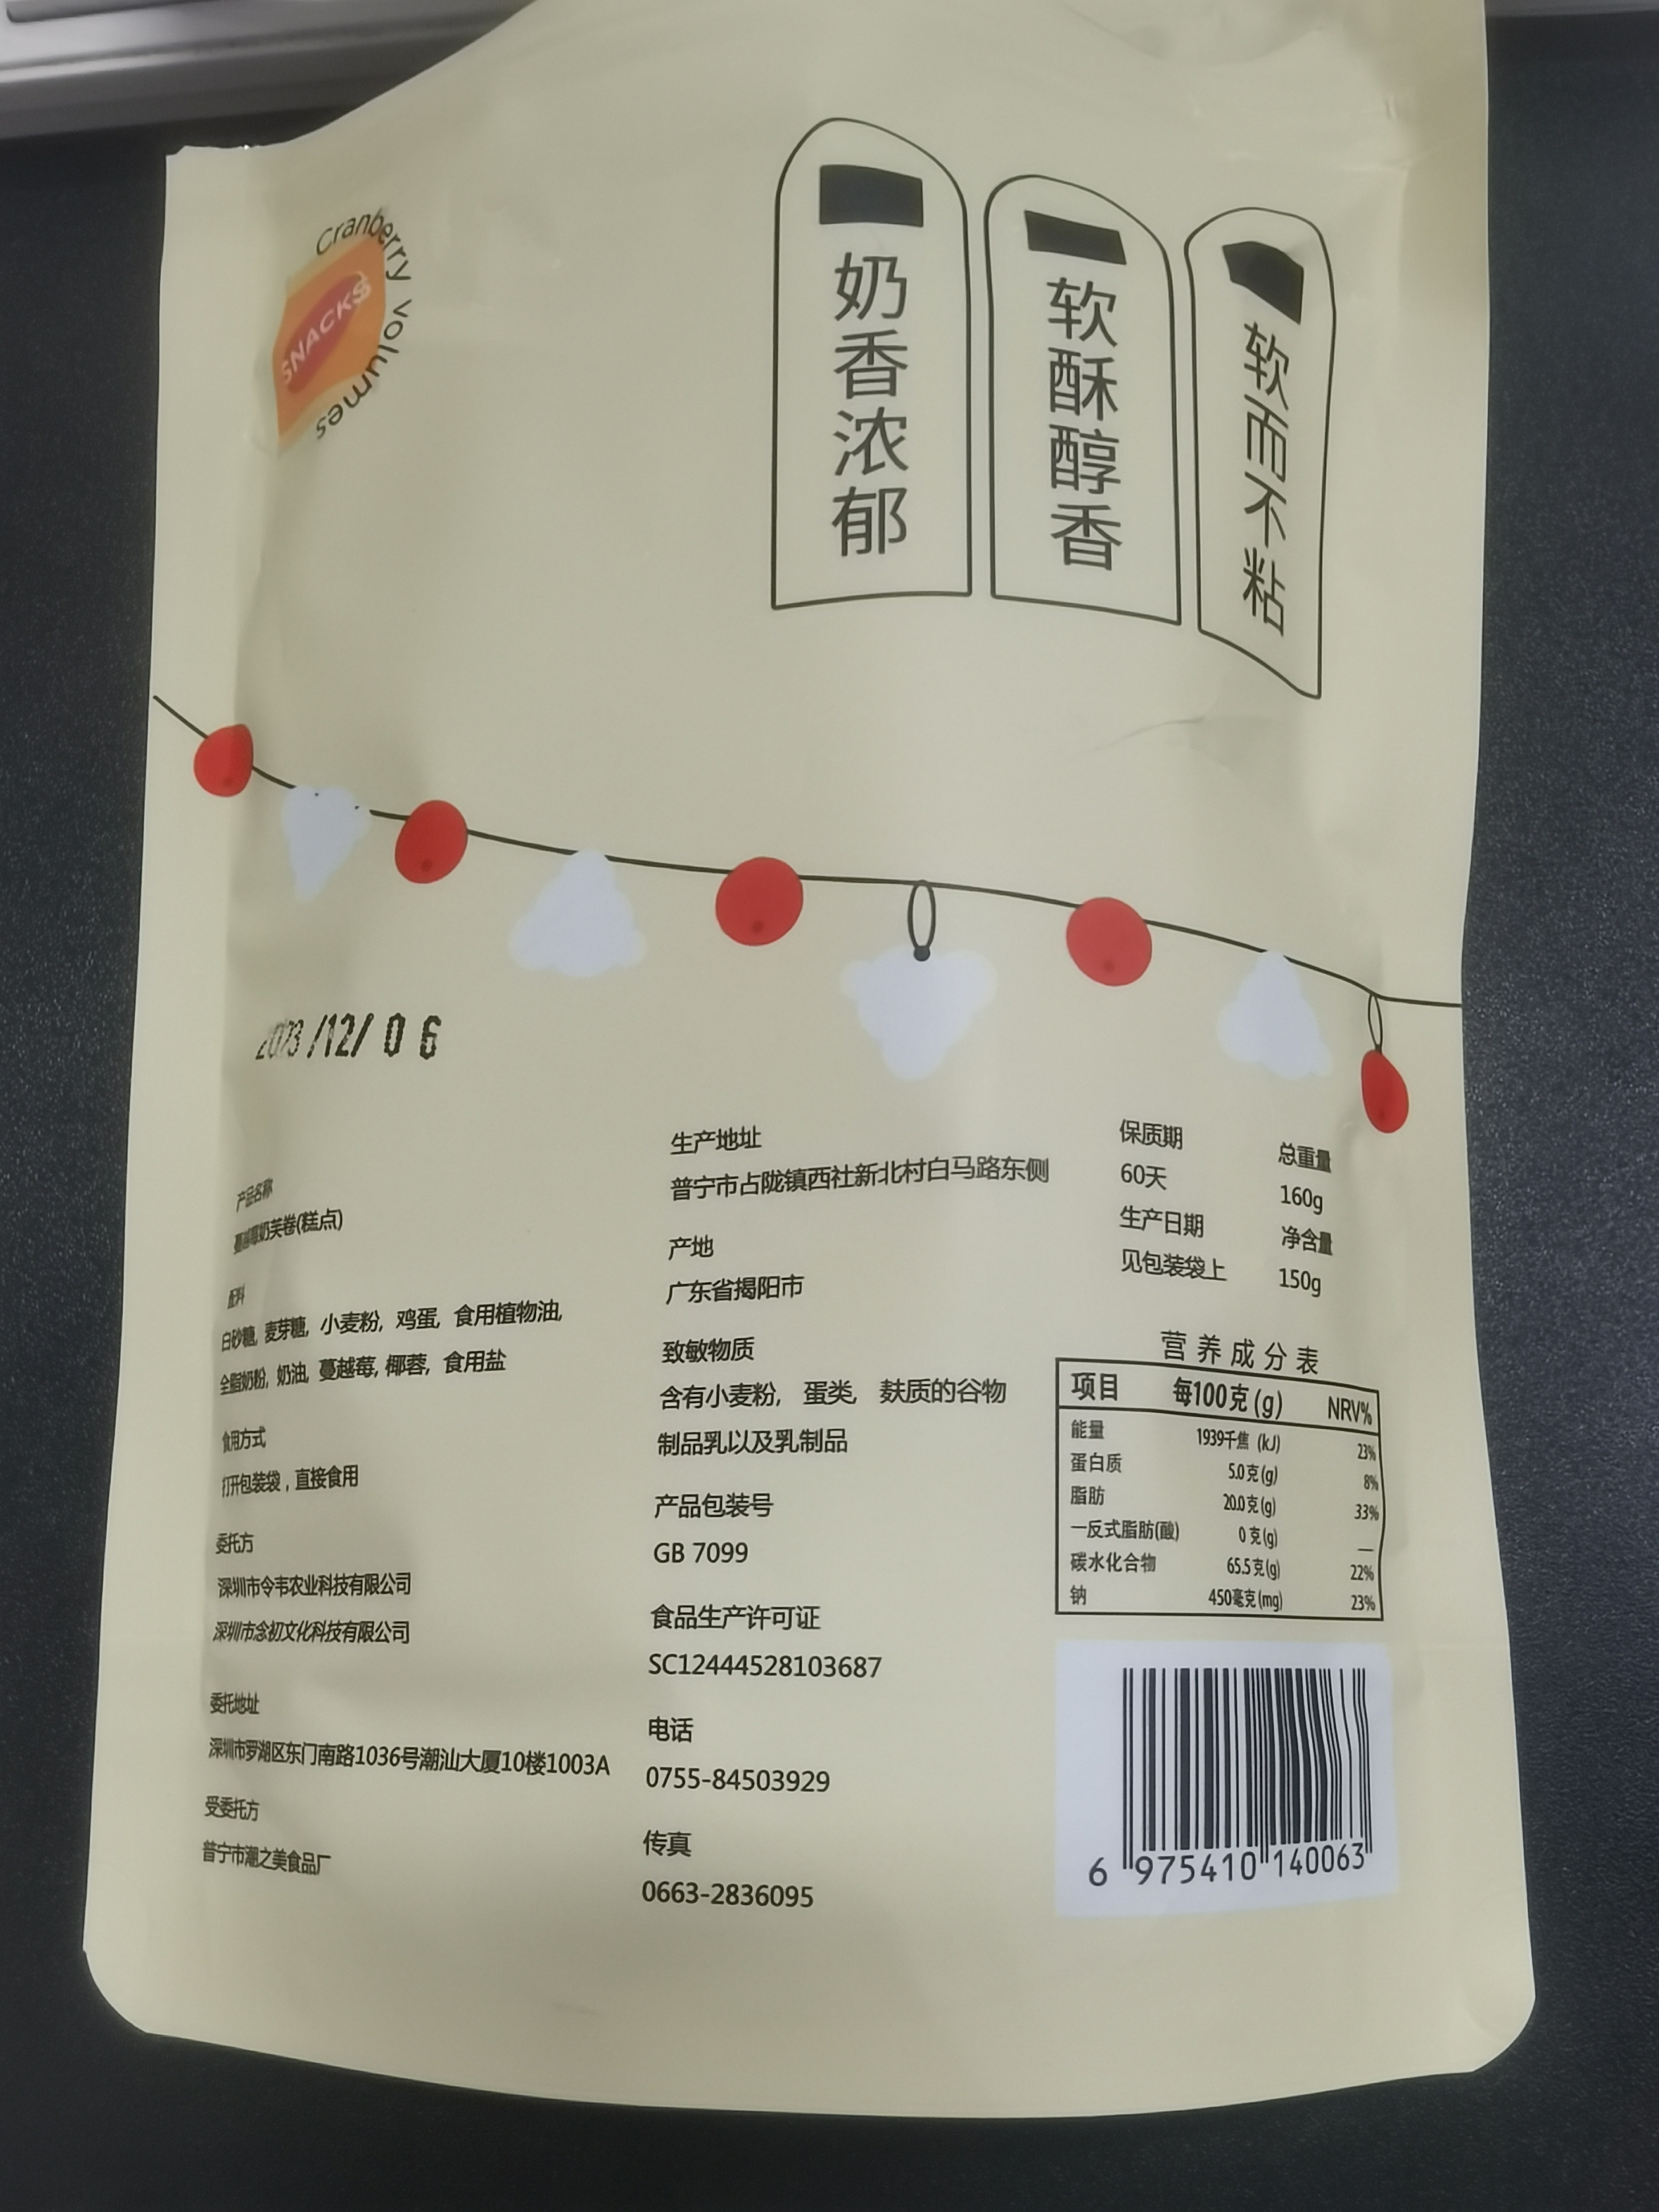 Cranberry volumes
SNACKS
奶香浓郁
软酥醇香
软而不粘
2023/12/06
产品名称
蔓越莓奶芙卷(糕点)
配料
白砂糖, 麦芽糖, 小麦粉, 鸡蛋, 食用植物油,
全脂奶粉, 奶油, 蔓越莓, 椰蓉, 食用盐
食用方式
打开包装袋，直接食用
委托方
深圳市令韦农业科技有限公司
深圳市念初文化科技有限公司
委托地址
深圳市罗湖区东门南路1036号潮汕大厦10楼1003A
受委托方
普宁市潮之美食品厂
生产地址
普宁市占陇镇西社新北村白马路东侧
产地
广东省揭阳市
致敏物质
含有小麦粉, 蛋类, 麸质的谷物
制品乳以及乳制品
产品包装号
GB 7099
食品生产许可证
SC12444528103687
电话
0755-84503929
传真
0663-2836095
保质期
60天
生产日期
见包装袋上
总重量
160g
净含量
150g
营养成分表
项目 每100克(g) NRV%
能量 1939千焦 (kJ) 23%
蛋白质 5.0克(g) 8%
脂肪 20.0克(g) 33%
—反式脂肪(酸) 0克(g) —
碳水化合物 65.5克(g) 22%
钠 450毫克(mg) 23%
6 975410 140063